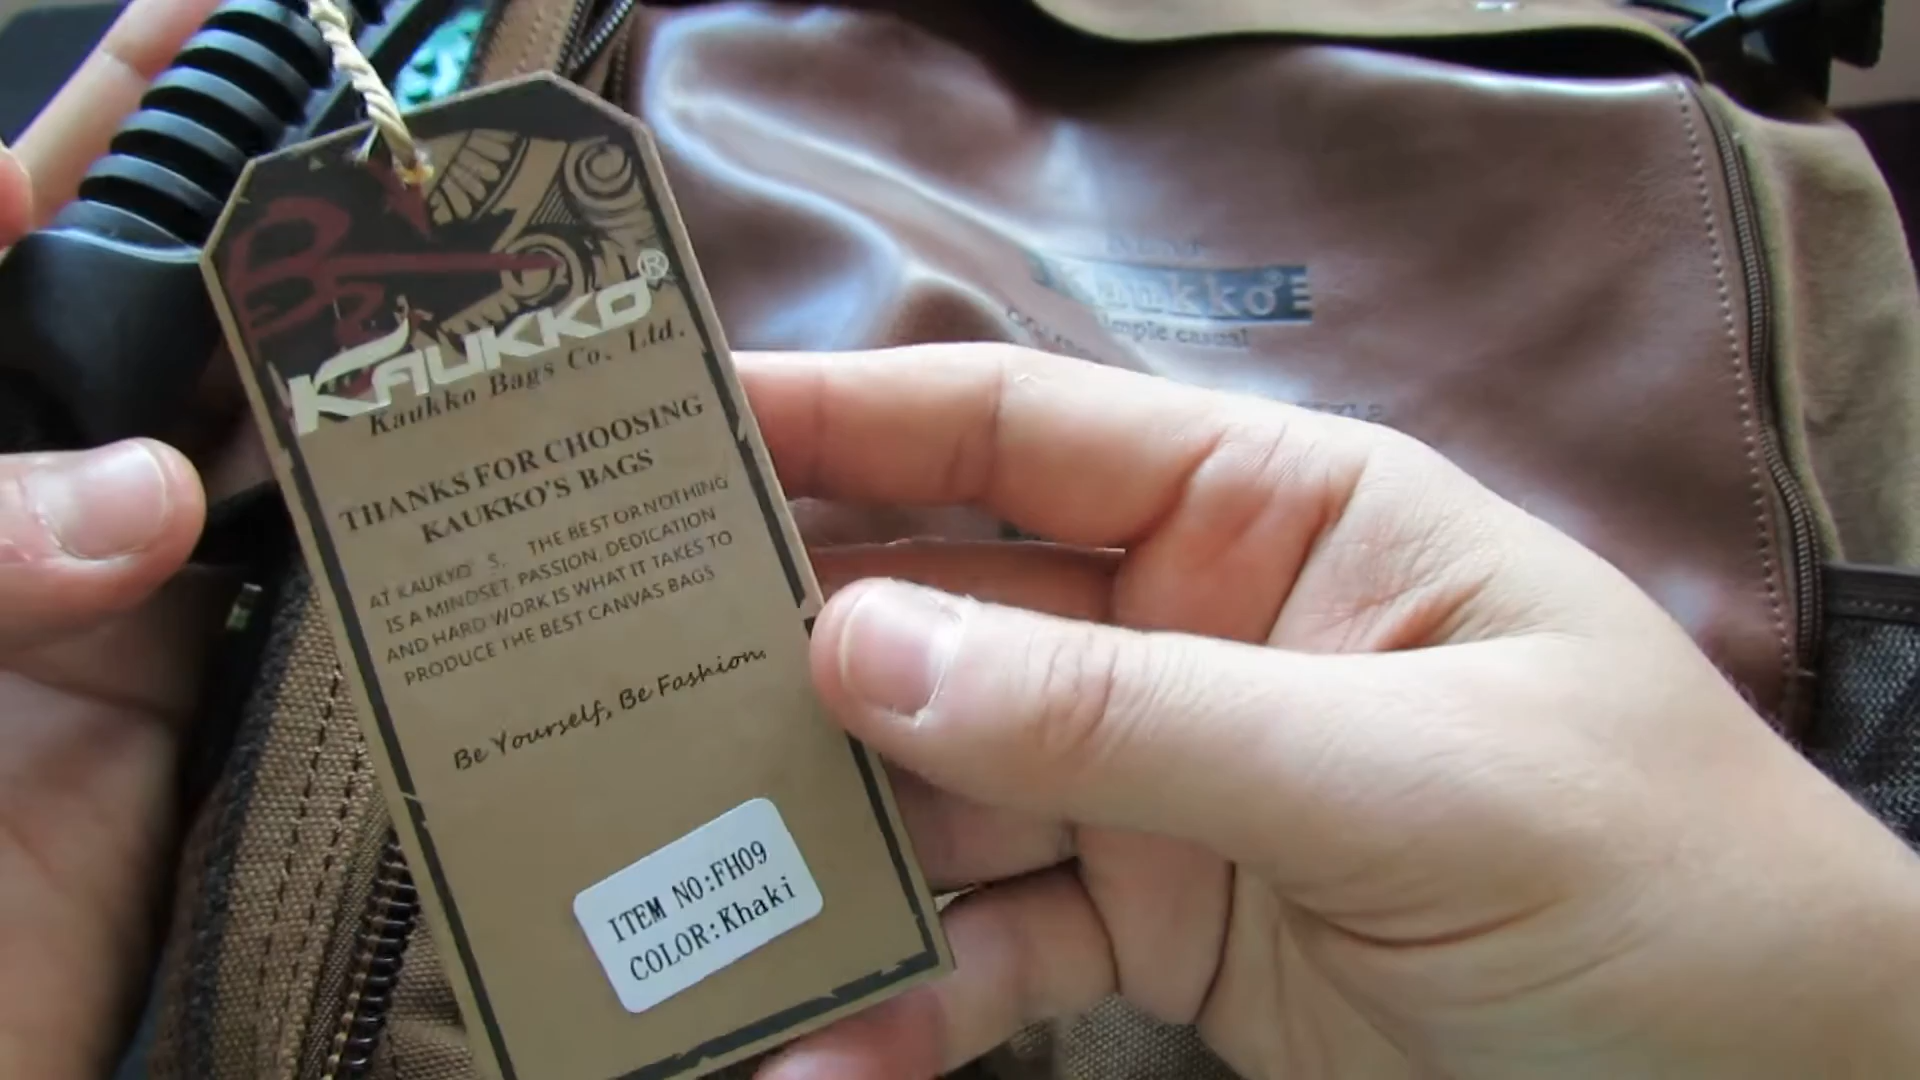 KAUKKO®
Kaukko Bags Co. Ltd.
THANKS FOR CHOOSING
KAUKKO'S BAGS
AT KAUKKO S. THE BEST OR NOTHING
IS A MINDSET. PASSION, DEDICATION
AND HARD WORK IS WHAT IT TAKES TO
PRODUCE THE BEST CANVAS BAGS
Be Yourself, Be Fashion.
ITEM NO:FH09
COLOR:Khaki
Kaukko®
simple casual